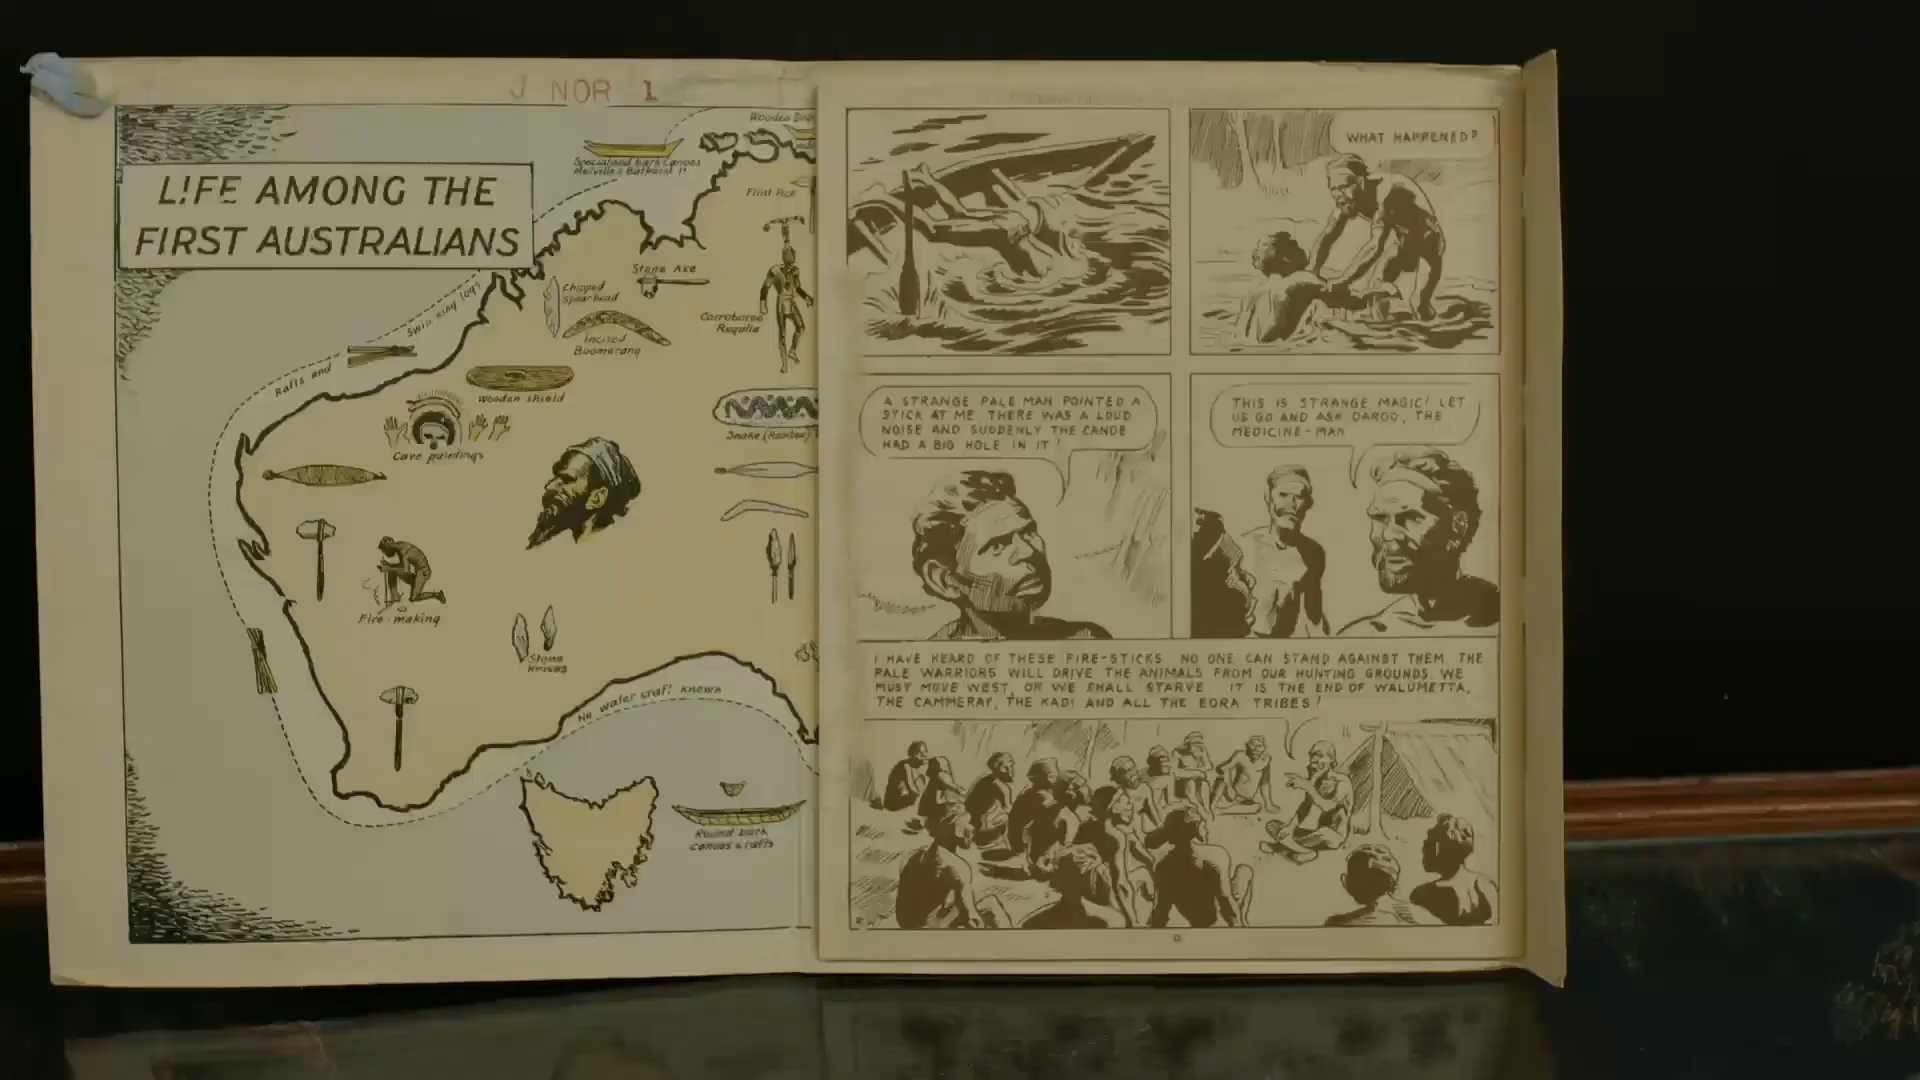 J NOR 1
LIFE AMONG THE
FIRST AUSTRALIANS
Wooden
Specialised bark Canoes
Melville & Bathurst Is
Flint Pick
Stone Axe
Chipped
Spearhead
Corroboree
Regalia
Incised
Boomerang
Swimming logs
Rafts and
Wooden shield
Cave paintings
Snake (Rainbow)
Fire-making
Stone
Knives
No water craft known
Rolled bark
Canoes & rafts
WHAT HAPPENED?
A STRANGE PALE MAN POINTED A
STICK AT ME. THERE WAS A LOUD
NOISE AND SUDDENLY THE CANOE
HAD A BIG HOLE IN IT!
THIS IS STRANGE MAGIC! LET
US GO AND ASK DARGO, THE
MEDICINE-MAN
I HAVE HEARD OF THESE FIRE-STICKS. NO ONE CAN STAND AGAINST THEM. THE
PALE WARRIORS WILL DRIVE THE ANIMALS FROM OUR HUNTING GROUNDS. WE
MUST MOVE WEST, OR WE SHALL STARVE. IT IS THE END OF WALUMETTA,
THE CAMMERAY, THE KADI AND ALL THE EORA TRIBES!